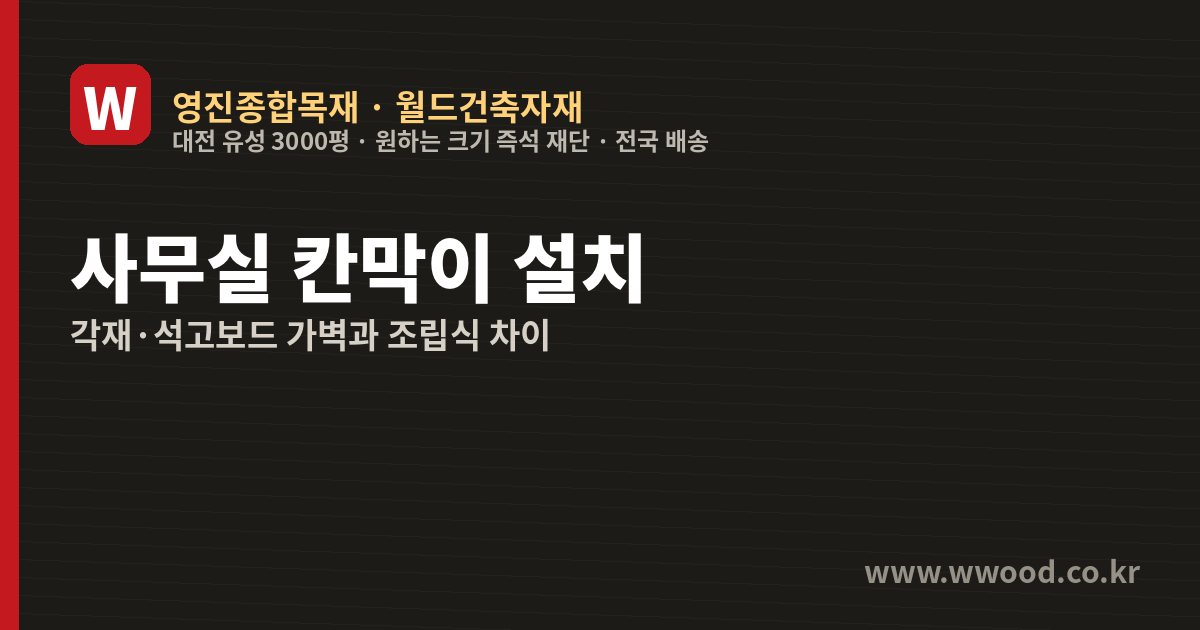 W
영진종합목재 · 월드건축자재
대전 유성 3000평 · 원하는 크기 즉석 재단 · 전국 배송
사무실 칸막이 설치
각재·석고보드 가벽과 조립식 차이
www.wwood.co.kr